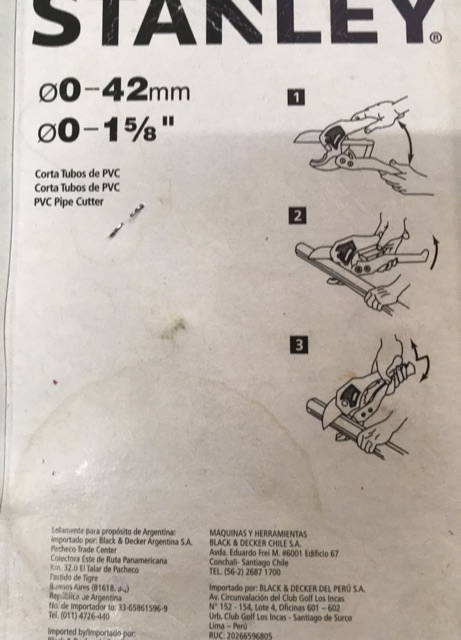 STANLEY®
ø0-42mm
ø0-1⅝"
Corta Tubos de PVC
Corta Tubos de PVC
PVC Pipe Cutter
1
2
3
Solamente para propósito de Argentina:
importado por: Black & Decker Argentina S.A.
Pacheco Trade Center
Colectora Este de Ruta Panamericana
Km. 32.0 El Talar de Pacheco
Partido de Tigre
Buenos Aires (B1618
República de Argentina
No. de importador to: 33-65861596-9
Tel. (011) 4726-440
Imported by/Importado por:
MAQUINAS Y HERRAMIENTAS
BLACK & DECKER CHILE S.A.
Avda. Eduardo Frei M. #6001 Edificio 67
Conchali- Santiago Chile
TEL. (56-2) 2687 1700
Importado por: BLACK & DECKER DEL PERÚ S.A.
Av. Circunvalación del Club Golf Los Incas
N° 152 - 154, Lote 4, Oficinas 601 - 602
Urb. Club Golf Los Incas - Santiago de Surco
Lima - Perú
RUC: 20266596805